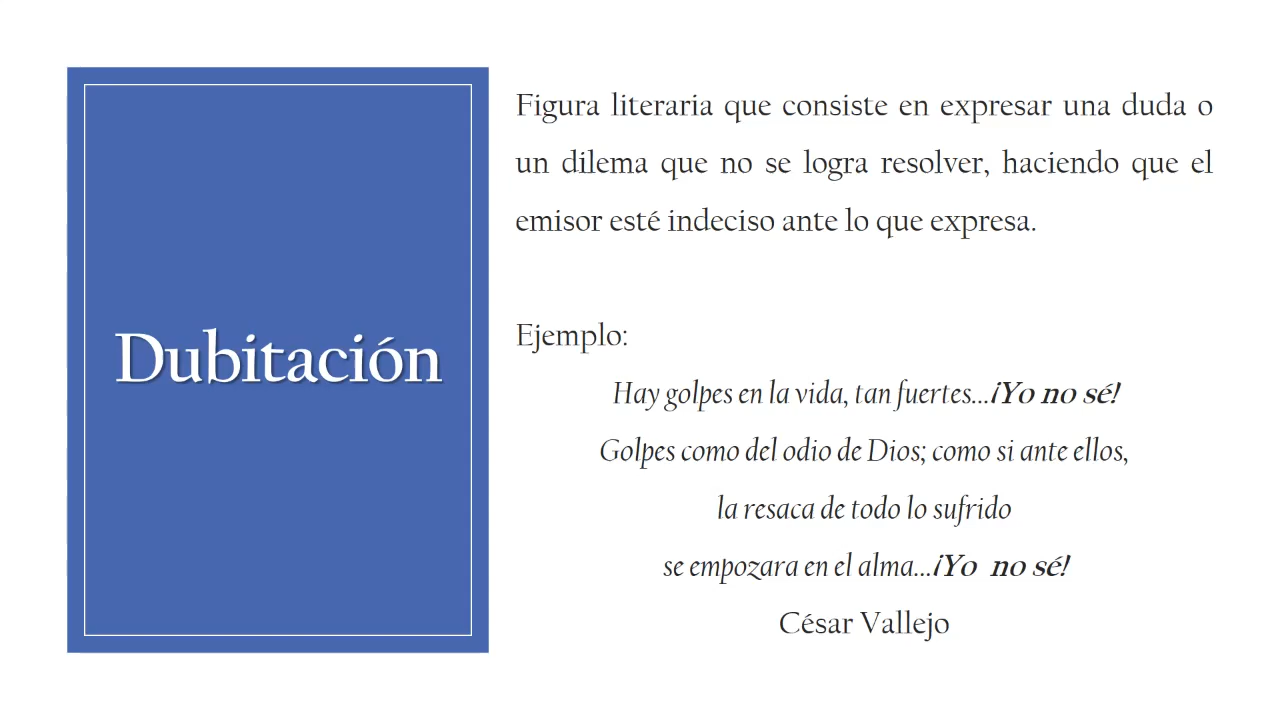 Dubitación
Figura literaria que consiste en expresar una duda o
un dilema que no se logra resolver, haciendo que el
emisor esté indeciso ante lo que expresa.
Ejemplo:
Hay golpes en la vida, tan fuertes...¡Yo no sé!
Golpes como del odio de Dios; como si ante ellos,
la resaca de todo lo sufrido
se empozara en el alma...¡Yo no sé!
César Vallejo